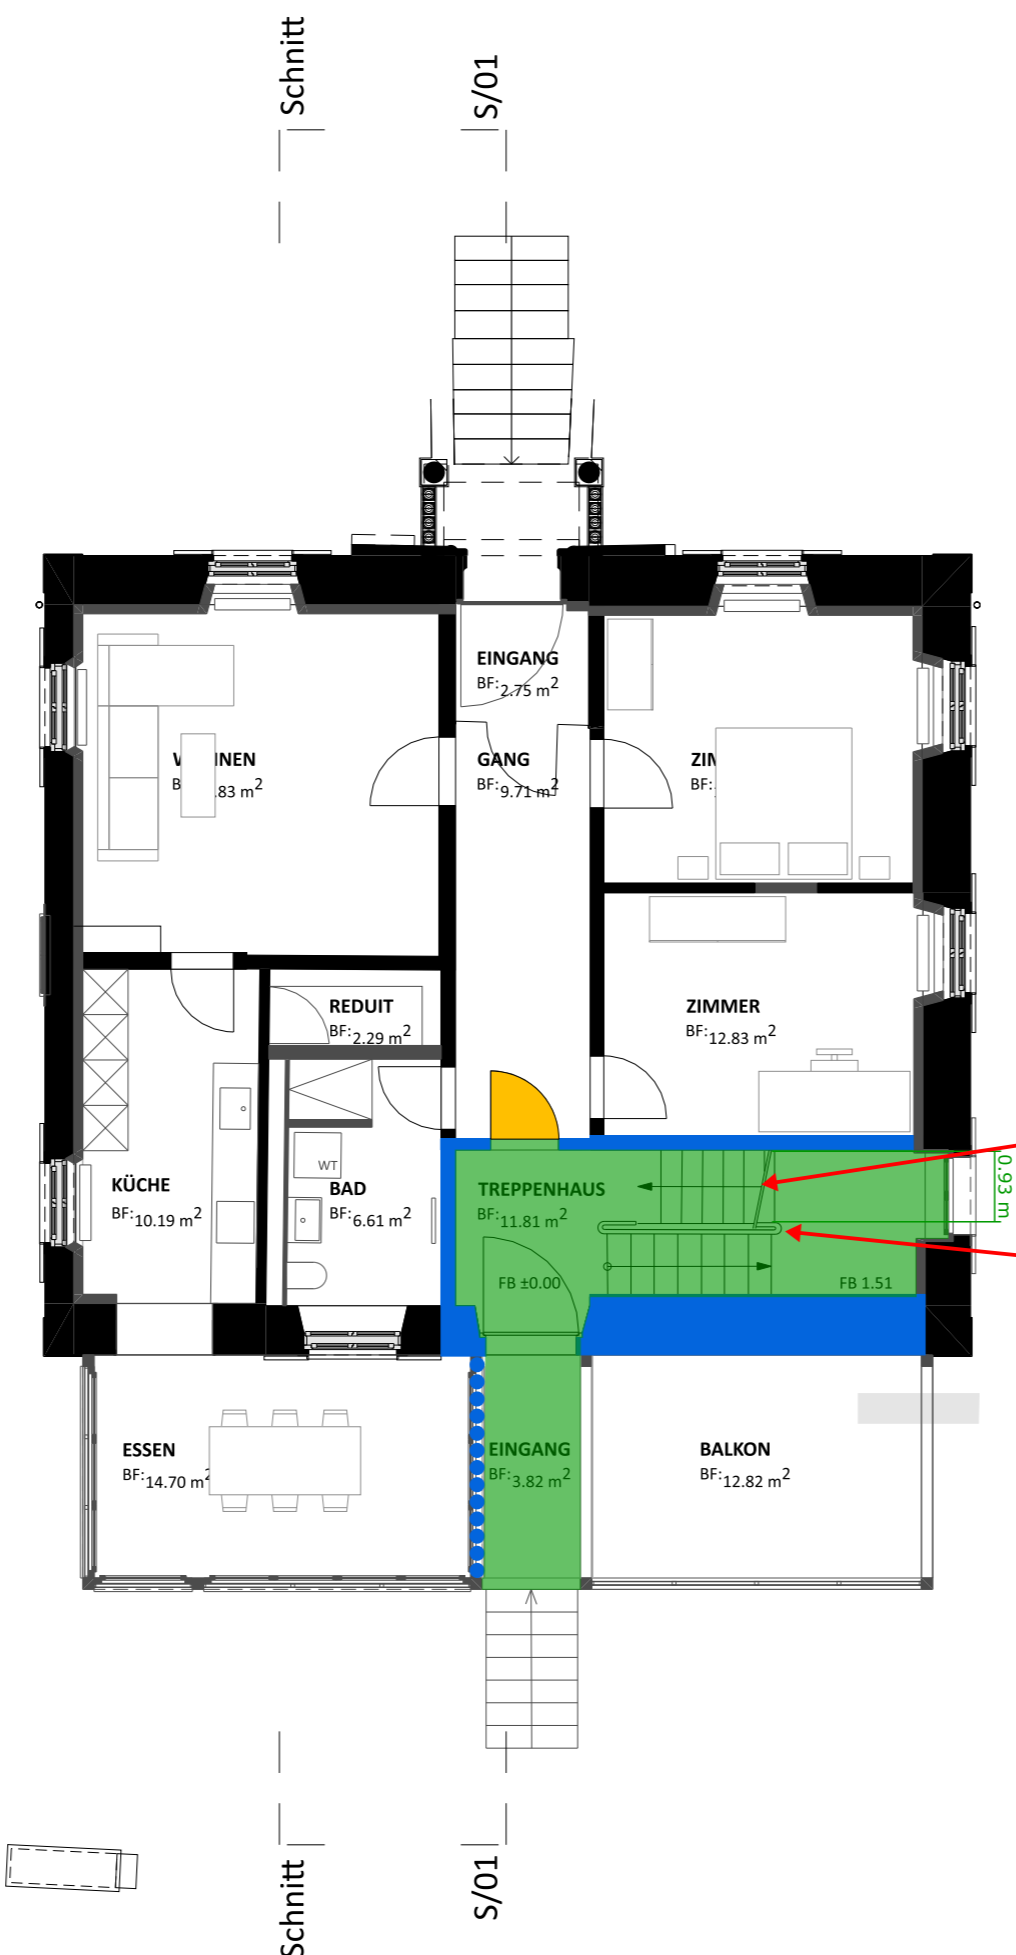 Schnitt
S/01
EINGANG
BF: 2.75 m²
GANG
BF: 9.71 m²
NEN
.83 m²
BF:
ZIMMER
BF: 12.83 m²
REDUIT
BF: 2.29 m²
KÜCHE
BF: 10.19 m²
WT
BAD
BF: 6.61 m²
TREPPENHAUS
BF: 11.81 m²
FB ±0.00
FB 1.51
0.93 m
ESSEN
BF: 14.70 m²
EINGANG
BF: 3.82 m²
BALKON
BF: 12.82 m²
Schnitt
S/01